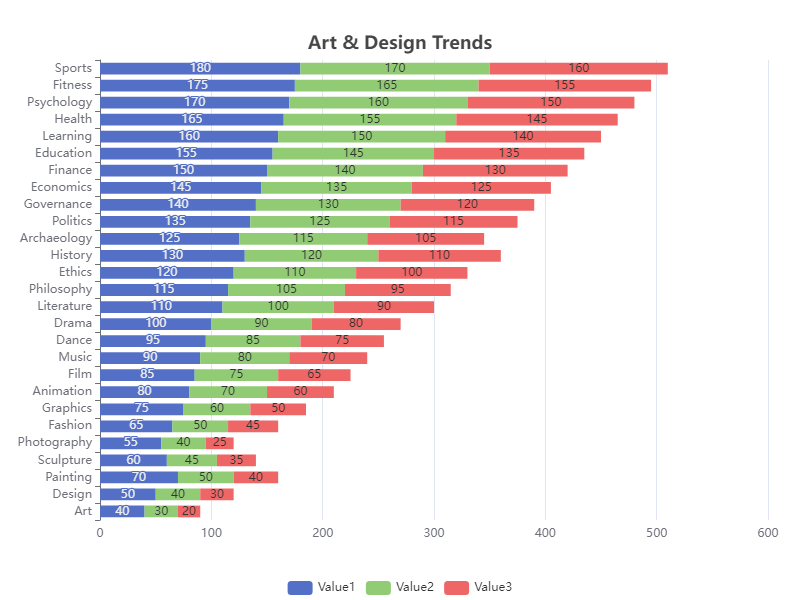 Art & Design Trends
Sports 180 170 160
Fitness 175 165 155
Psychology 170 160 150
Health 165 155 145
Learning 160 150 140
Education 155 145 135
Finance 150 140 130
Economics 145 135 125
Governance 140 130 120
Politics 135 125 115
Archaeology 125 115 105
History 130 120 110
Ethics 120 110 100
Philosophy 115 105 95
Literature 110 100 90
Drama 100 90 80
Dance 95 85 75
Music 90 80 70
Film 85 75 65
Animation 80 70 60
Graphics 75 60 50
Fashion 65 50 45
Photography 55 40 25
Sculpture 60 45 35
Painting 70 50 40
Design 50 40 30
Art 40 30 20
0 100 200 300 400 500 600
Value1 Value2 Value3